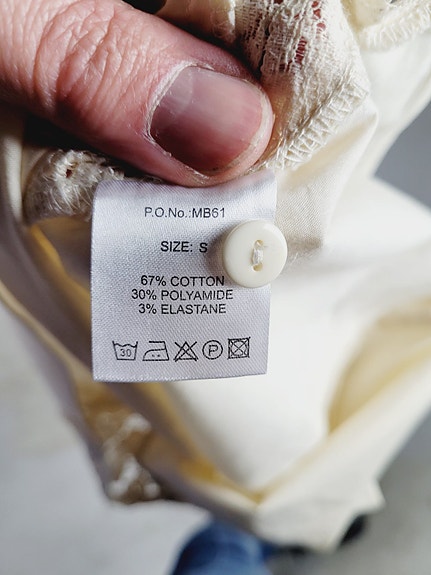 P.O.No.:MB61
SIZE: S
67% COTTON
30% POLYAMIDE
3% ELASTANE
30 P